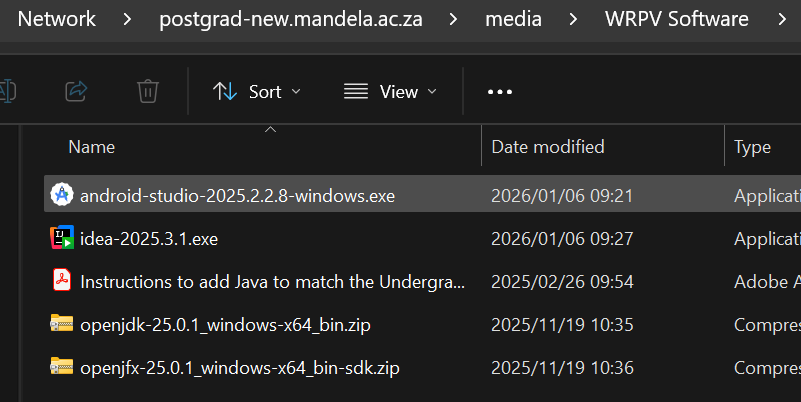 Network > postgrad-new.mandela.ac.za > media > WRPV Software >
Sort View ...
Name Date modified Type
android-studio-2025.2.2.8-windows.exe 2026/01/06 09:21 Applicati
idea-2025.3.1.exe 2026/01/06 09:27 Applicati
Instructions to add Java to match the Undergra... 2025/02/26 09:54 Adobe A
openjdk-25.0.1_windows-x64_bin.zip 2025/11/19 10:35 Compres
openjfx-25.0.1_windows-x64_bin-sdk.zip 2025/11/19 10:36 Compres